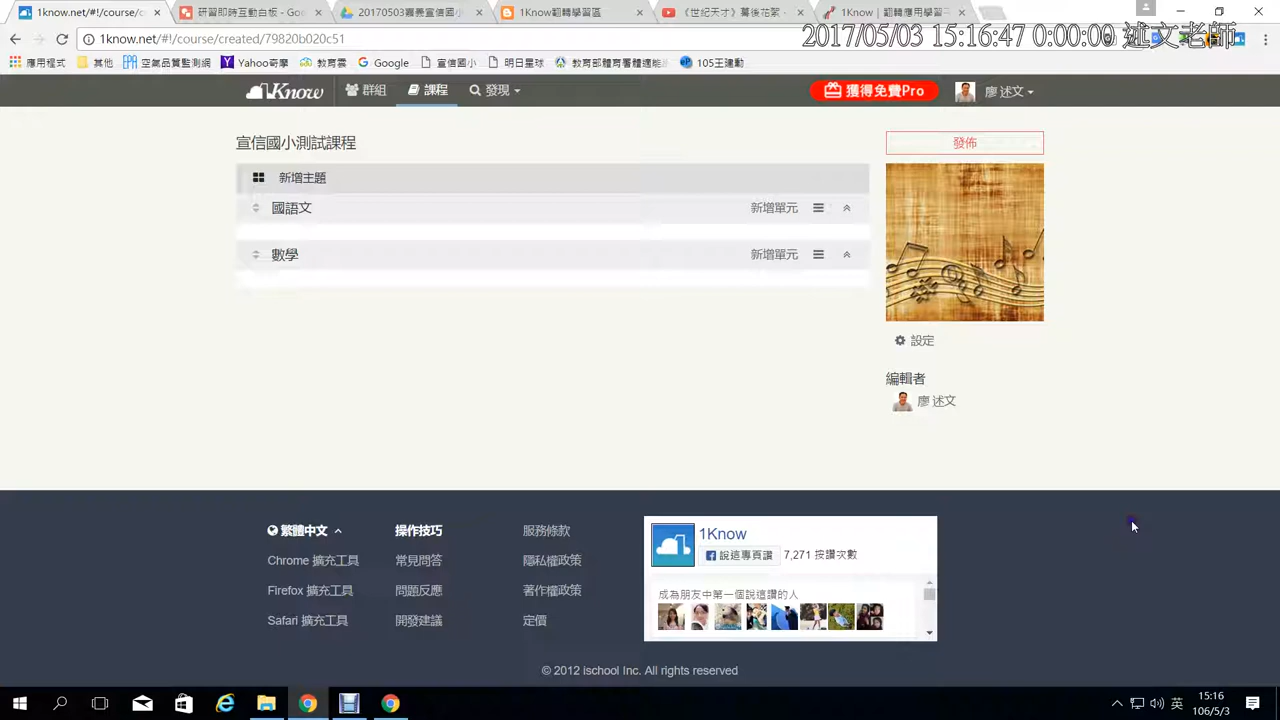 1know.net/#!/course/c
研習即時互動白板 - Goo
20170503嘉義宣信國小
1Know翻轉學習區
《世紀天才》幕後花絮 -
1Know | 翻轉應用學習平
1know.net/#!/course/created/79820b020c51
2017/05/03 15:16:47 0:00:00 述文老師
應用程式 其他 空氣品質監測網 Yahoo奇摩 教育雲 Google 宣信國小 明日星球 教育部體育署體適能 105王建勳
1Know 群組 課程 發現 獲得免費Pro 廖 述文
宣信國小測試課程
發佈
新增主題
國語文 新增單元
數學 新增單元
設定
編輯者
廖 述文
繁體中文 操作技巧 服務條款
Chrome 擴充工具 常見問答 隱私權政策
Firefox 擴充工具 問題反應 著作權政策
Safari 擴充工具 開發建議 定價
1Know
說這專頁讚 7,271 按讚次數
成為朋友中第一個說這讚的人
© 2012 ischool Inc. All rights reserved
英
15:16
106/5/3